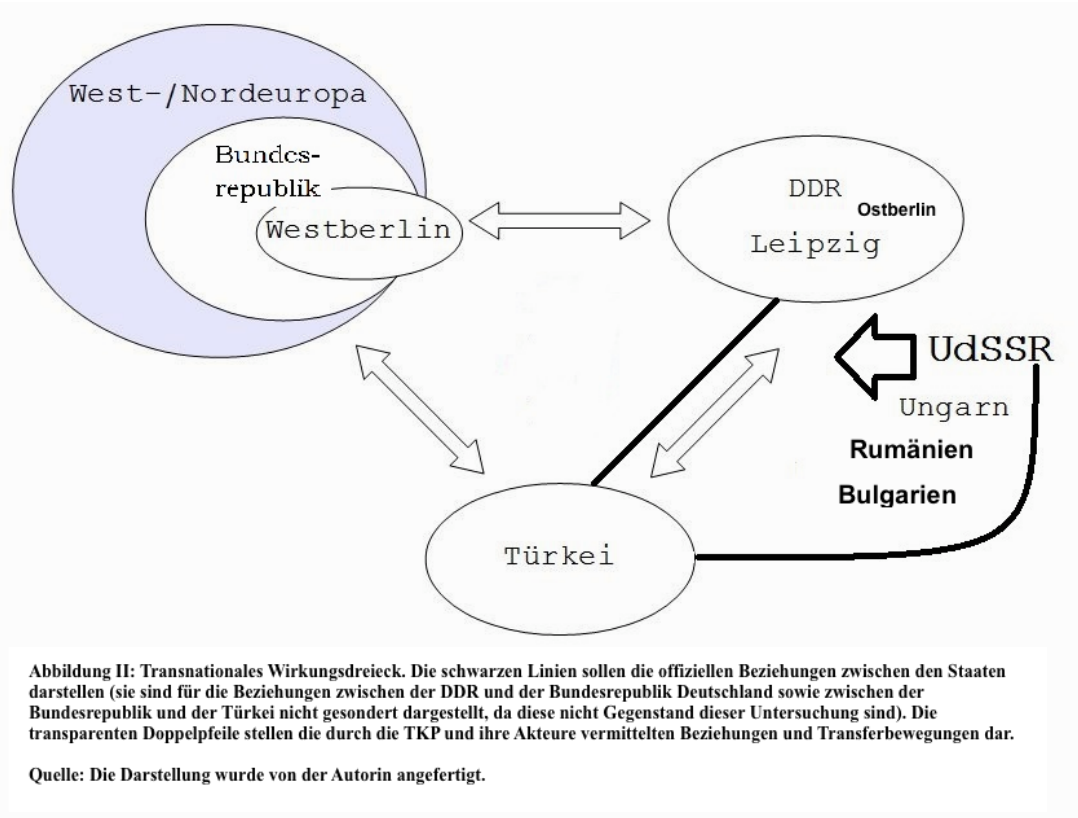 West-/Nordeuropa
Bundes-
republik
Westberlin
DDR
Ostberlin
Leipzig
UdSSR
Ungarn
Rumänien
Bulgarien
Türkei
Abbildung II: Transnationales Wirkungsdreieck. Die schwarzen Linien sollen die offiziellen Beziehungen zwischen den Staaten
darstellen (sie sind für die Beziehungen zwischen der DDR und der Bundesrepublik Deutschland sowie zwischen der
Bundesrepublik und der Türkei nicht gesondert dargestellt, da diese nicht Gegenstand dieser Untersuchung sind). Die
transparenten Doppelpfeile stellen die durch die TKP und ihre Akteure vermittelten Beziehungen und Transferbewegungen dar.
Quelle: Die Darstellung wurde von der Autorin angefertigt.